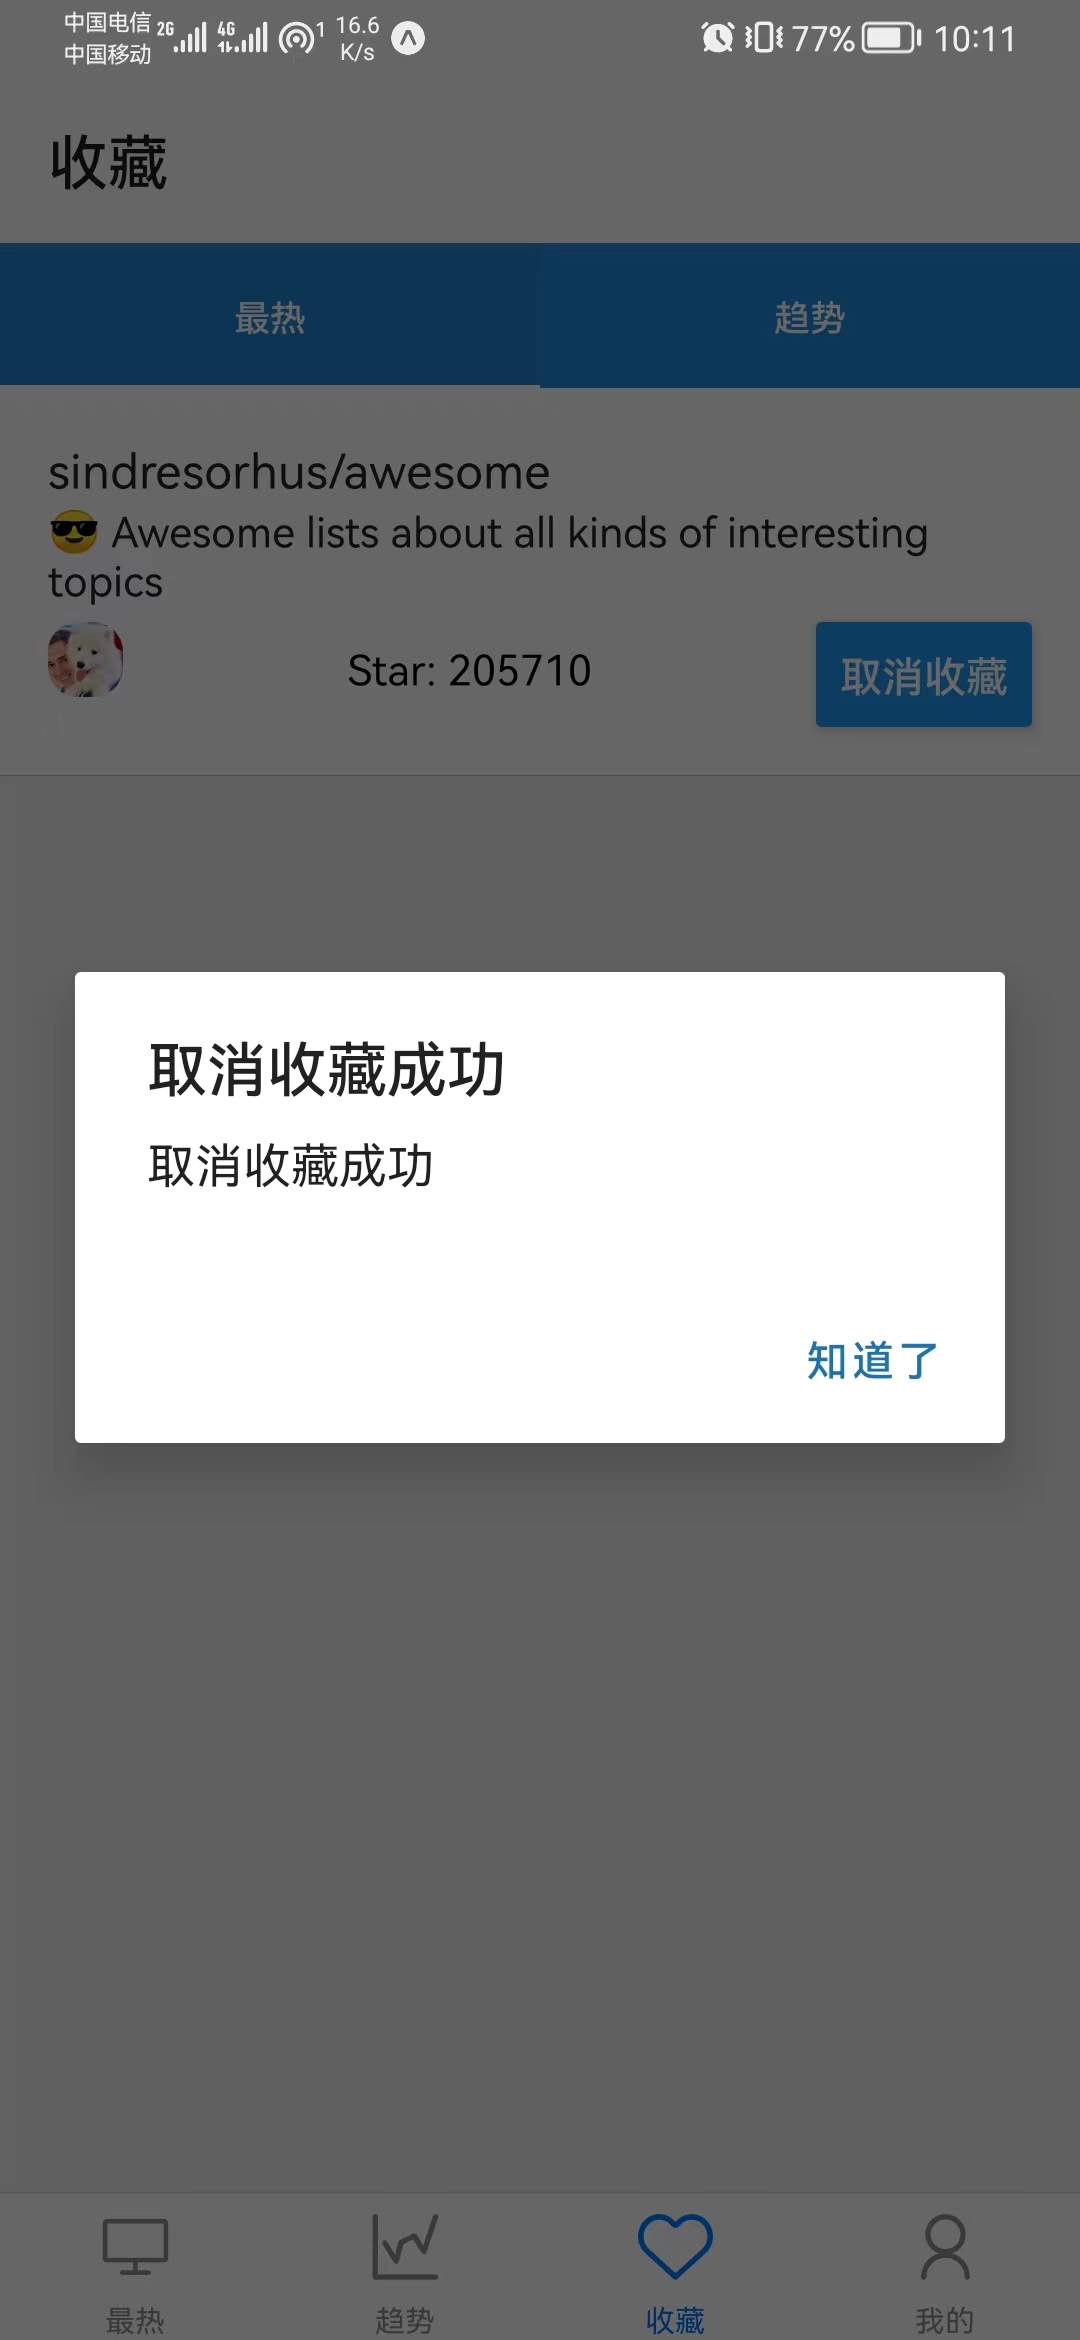 中国电信 2G 4G 1 16.6 77% 10:11
中国移动 K/s
收藏
最热 趋势
sindresorhus/awesome
😎 Awesome lists about all kinds of interesting
topics
Star: 205710 取消收藏
取消收藏成功
取消收藏成功
知道了
最热 趋势 收藏 我的